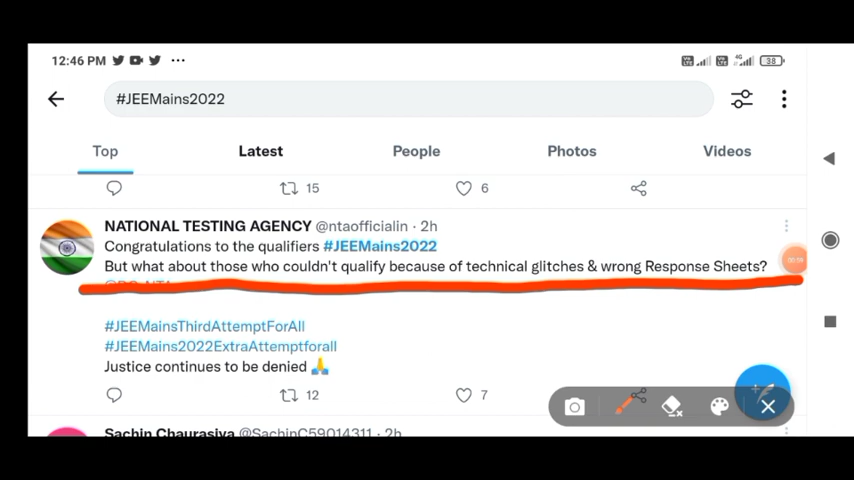 12:46 PM
38
#JEEMains2022
Top Latest People Photos Videos
15 6
NATIONAL TESTING AGENCY @ntaofficialin · 2h
Congratulations to the qualifiers #JEEMains2022
But what about those who couldn't qualify because of technical glitches & wrong Response Sheets?
#JEEMainsThirdAttemptForAll
#JEEMains2022ExtraAttemptforall
Justice continues to be denied 🙏
12 7
Sachin Chaurasiya @SachinC59014311 · 2h